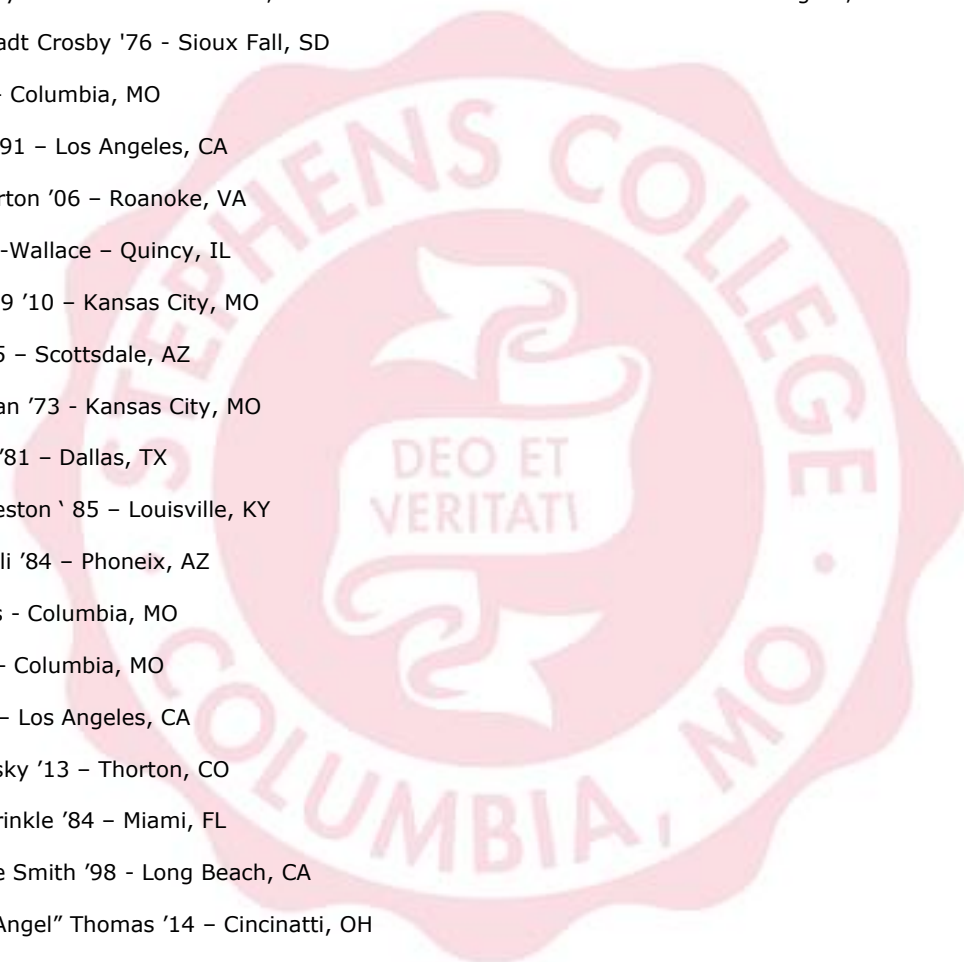 adt Crosby '76 - Sioux Fall, SD
- Columbia, MO
91 – Los Angeles, CA
rton ’06 – Roanoke, VA
-Wallace – Quincy, IL
9 ’10 – Kansas City, MO
5 – Scottsdale, AZ
an ’73 - Kansas City, MO
’81 – Dallas, TX
eston ‘ 85 – Louisville, KY
li ’84 – Phoneix, AZ
s - Columbia, MO
– Columbia, MO
– Los Angeles, CA
sky ’13 – Thorton, CO
rinkle ’84 – Miami, FL
e Smith ’98 - Long Beach, CA
Angel” Thomas ’14 – Cincinatti, OH
STEPHENS COLLEGE
DEO ET
VERITATI
• COLUMBIA, MO •